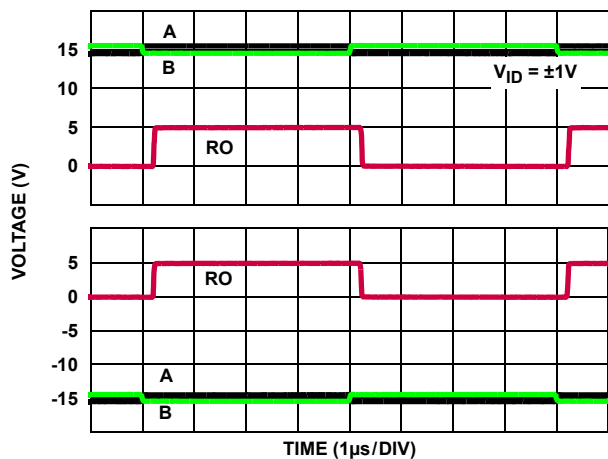 A
15
B
V_ID = ±1V
10
5
RO
0
VOLTAGE (V)
5
RO
0
-5
-10
A
-15
B
TIME (1µs/DIV)